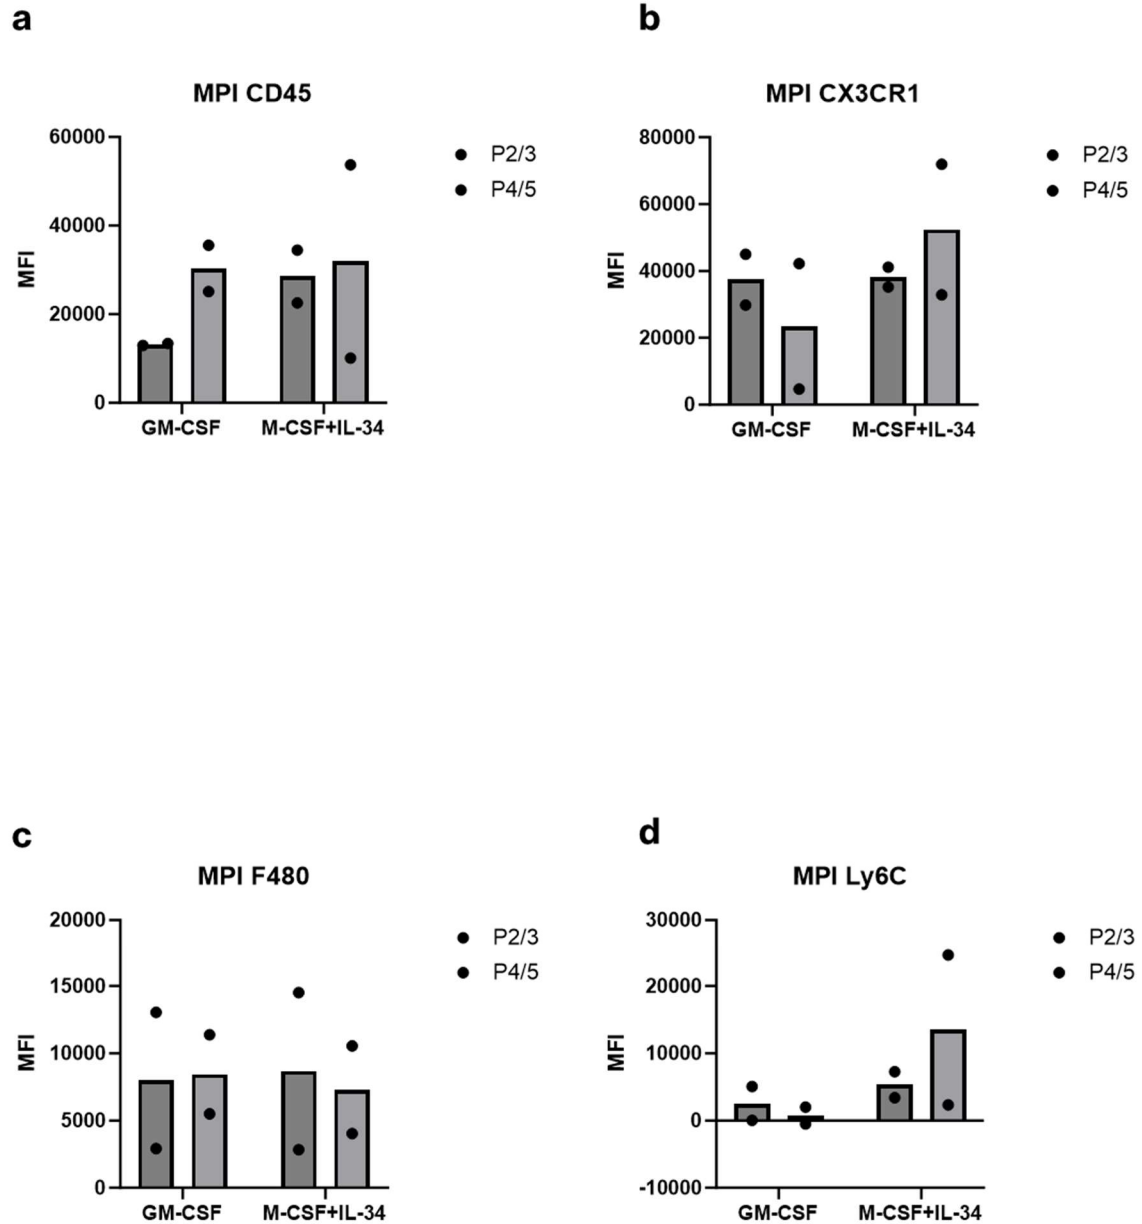 a
MPI CD45
60000
40000
20000
0
MFI
GM-CSF
M-CSF+IL-34
P2/3
P4/5
b
MPI CX3CR1
80000
60000
40000
20000
0
MFI
GM-CSF
M-CSF+IL-34
P2/3
P4/5
c
MPI F480
20000
15000
10000
5000
0
MFI
GM-CSF
M-CSF+IL-34
P2/3
P4/5
d
MPI Ly6C
30000
20000
10000
0
-10000
MFI
GM-CSF
M-CSF+IL-34
P2/3
P4/5